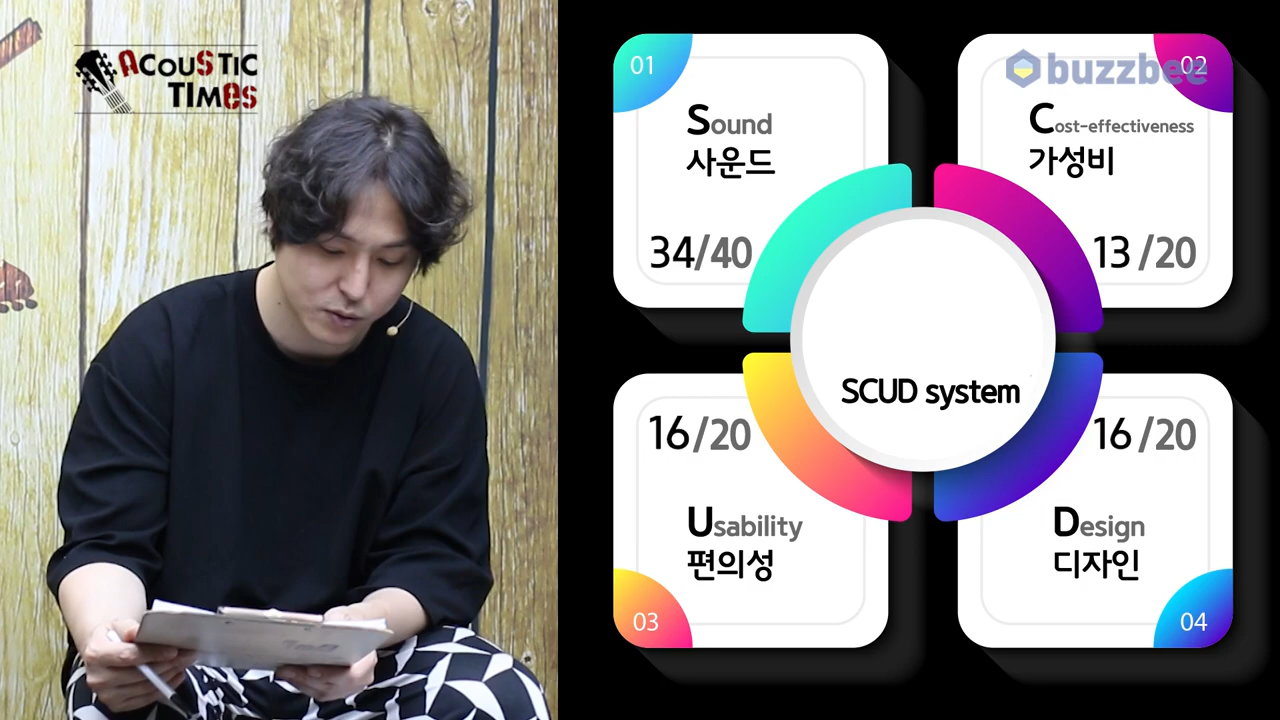 Acoustic
Times
01
Sound
사운드
34/40
buzzbee
02
Cost-effectiveness
가성비
13/20
SCUD system
16/20
Usability
편의성
03
16/20
Design
디자인
04